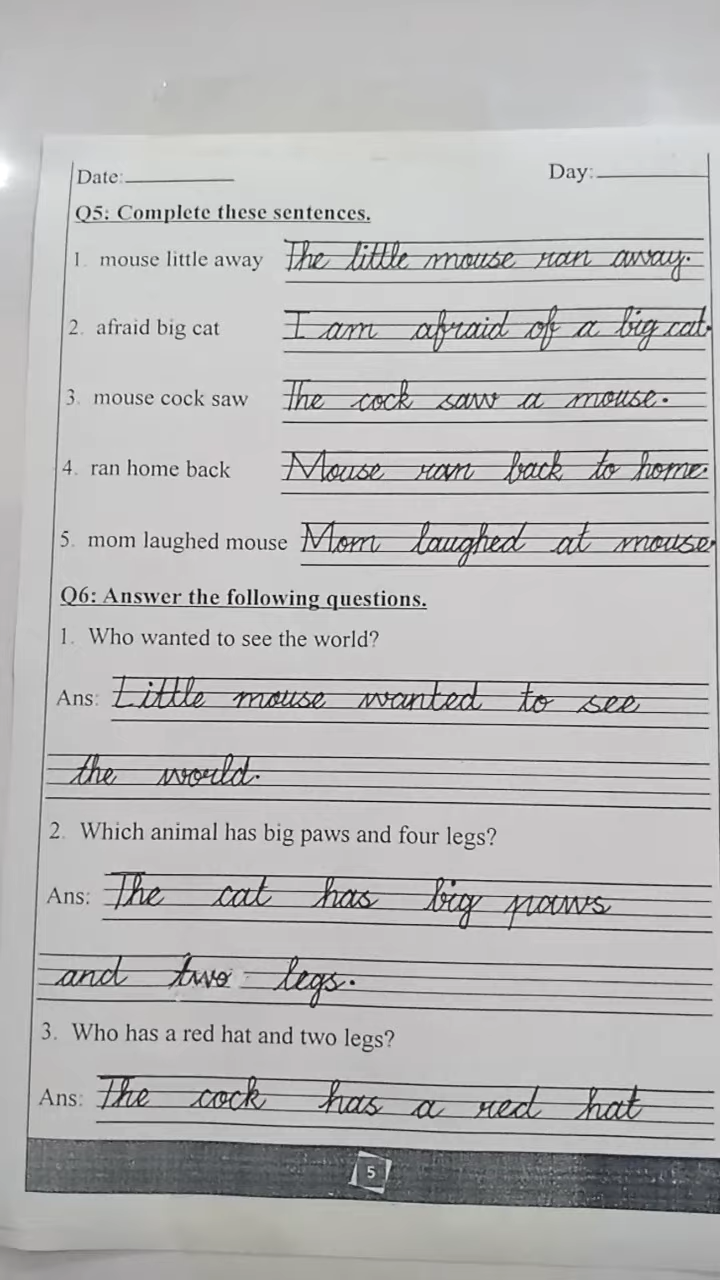 Date: Day:
Q5: Complete these sentences.
1. mouse little away The little mouse ran away.
2. afraid big cat I am afraid of a big cat.
3. mouse cock saw The cock saw a mouse.
4. ran home back Mouse ran back to home.
5. mom laughed mouse Mom laughed at mouse.
Q6: Answer the following questions.
1. Who wanted to see the world?
Ans: Little mouse wanted to see
the world.
2. Which animal has big paws and four legs?
Ans: The cat has big paws
and two legs.
3. Who has a red hat and two legs?
Ans: The cock has a red hat
5